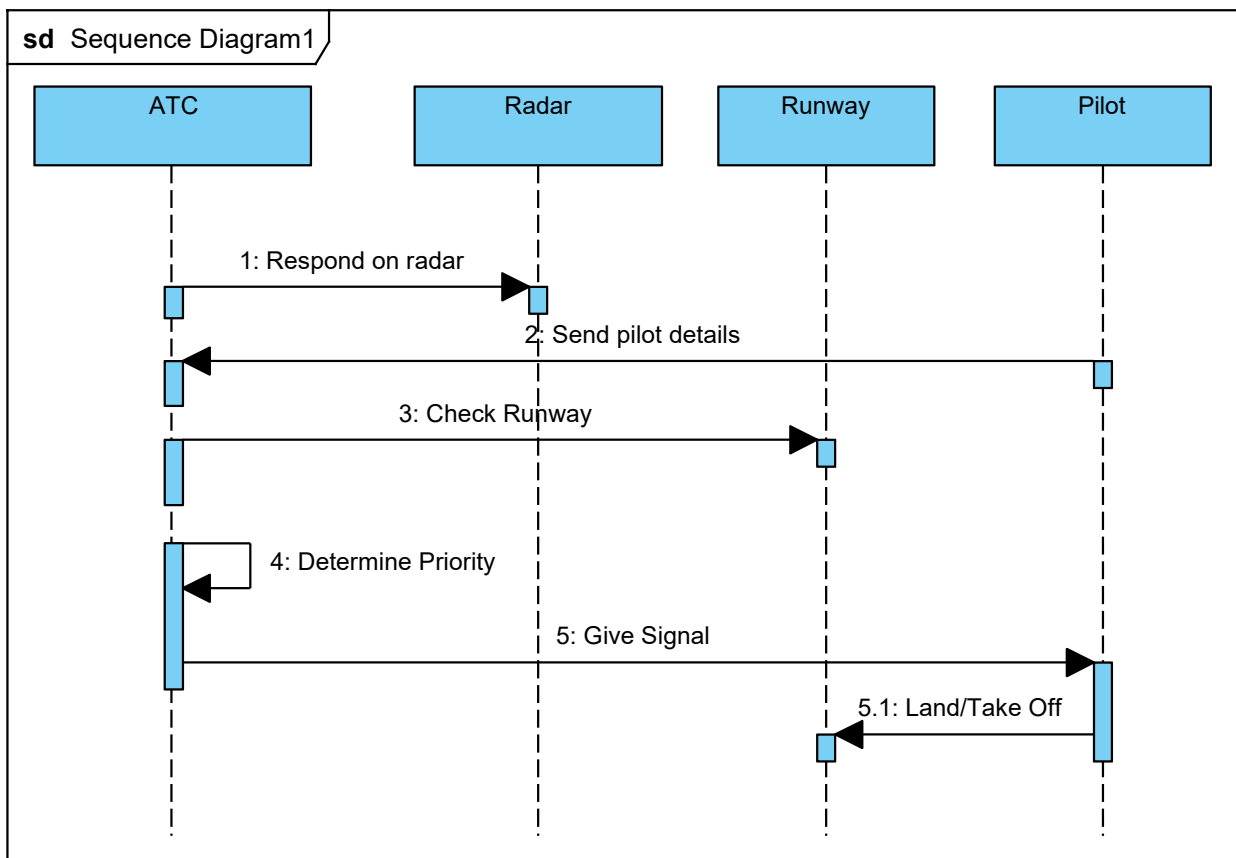 sd Sequence Diagram1
ATC
Radar
Runway
Pilot
1: Respond on radar
2: Send pilot details
3: Check Runway
4: Determine Priority
5: Give Signal
5.1: Land/Take Off